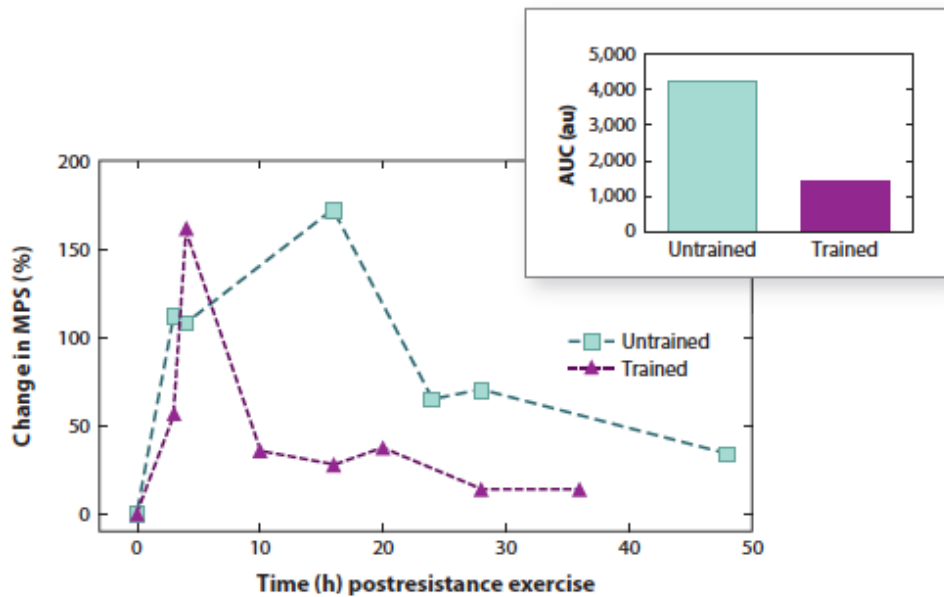 5,000
4,000
3,000
2,000
1,000
0
AUC (au)
Untrained Trained
200
150
100
50
0
Change in MPS (%)
Untrained
Trained
0 10 20 30 40 50
Time (h) postresistance exercise